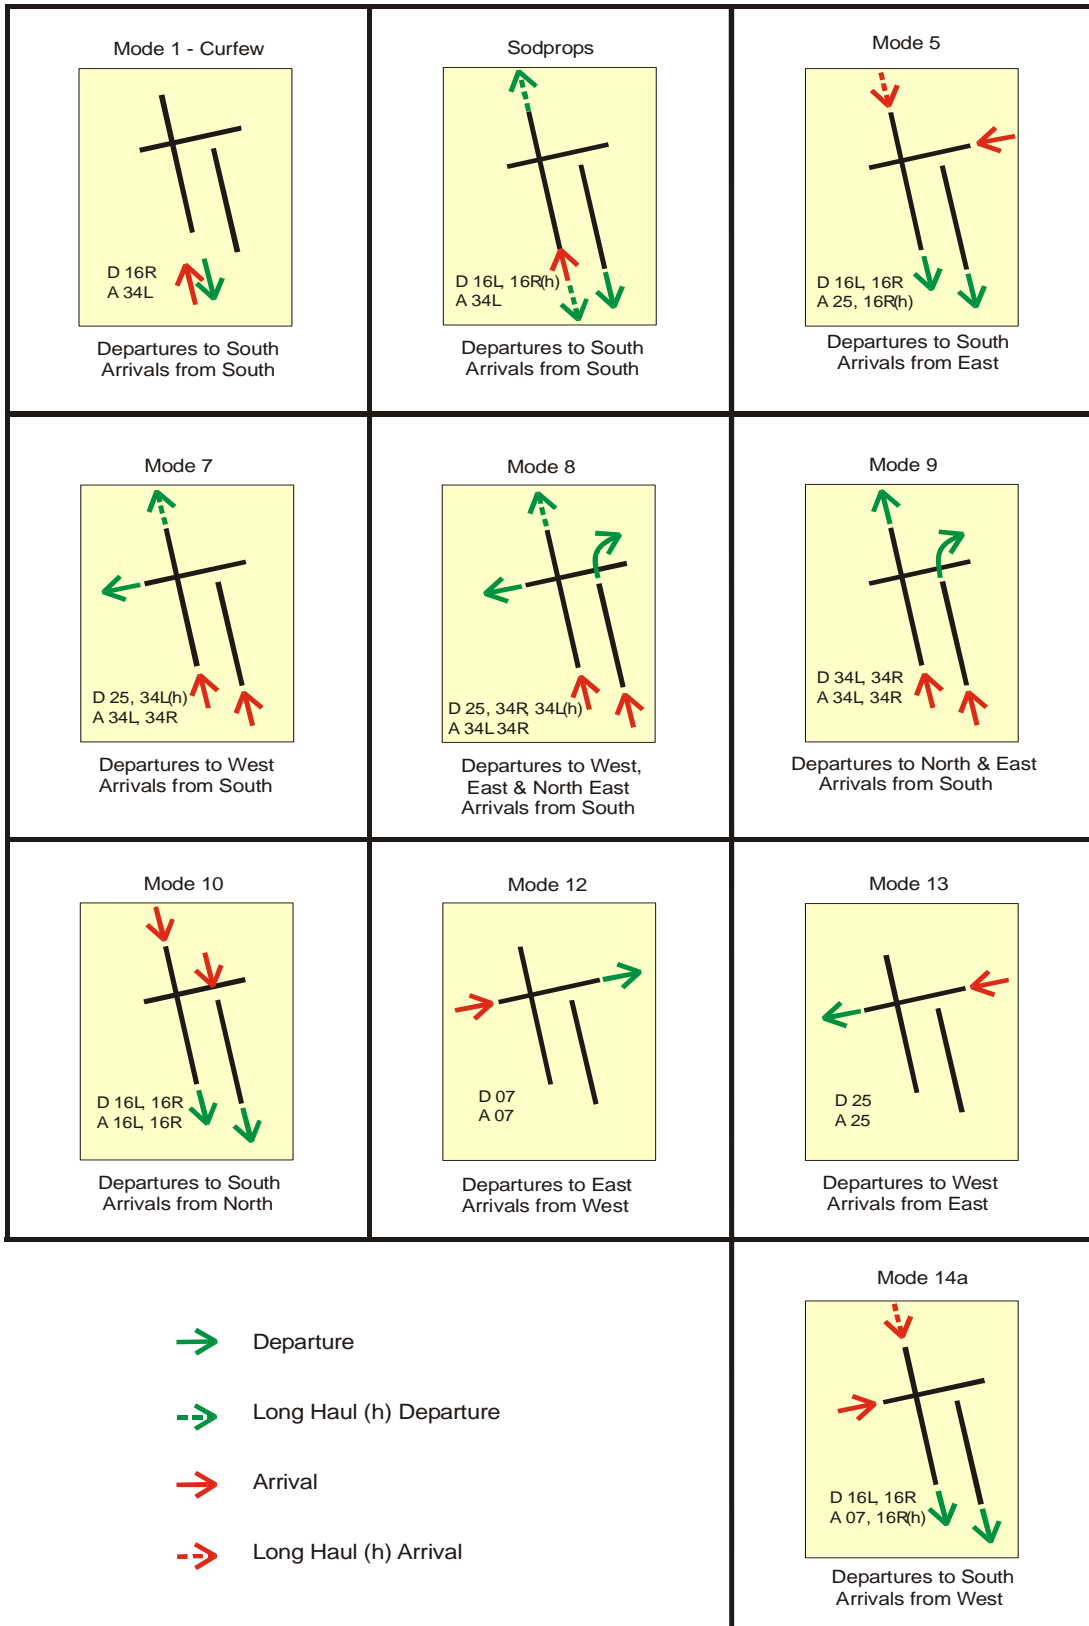 Mode 1 - Curfew
D 16R
A 34L
Departures to South
Arrivals from South
Sodprops
D 16L, 16R(h)
A 34L
Departures to South
Arrivals from South
Mode 5
D 16L, 16R
A 25, 16R(h)
Departures to South
Arrivals from East
Mode 7
D 25, 34L(h)
A 34L, 34R
Departures to West
Arrivals from South
Mode 8
D 25, 34R, 34L(h)
A 34L 34R
Departures to West,
East & North East
Arrivals from South
Mode 9
D 34L, 34R
A 34L, 34R
Departures to North & East
Arrivals from South
Mode 10
D 16L, 16R
A 16L, 16R
Departures to South
Arrivals from North
Mode 12
D 07
A 07
Departures to East
Arrivals from West
Mode 13
D 25
A 25
Departures to West
Arrivals from East
Departure
Long Haul (h) Departure
Arrival
Long Haul (h) Arrival
Mode 14a
D 16L, 16R
A 07, 16R(h)
Departures to South
Arrivals from West